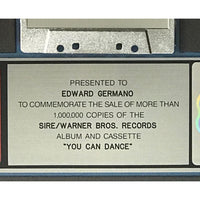 PRESENTED TO
EDWARD GERMANO
TO COMMEMORATE THE SALE OF MORE THAN
1,000,000 COPIES OF THE
SIRE/WARNER BROS. RECORDS
ALBUM AND CASSETTE
"YOU CAN DANCE"